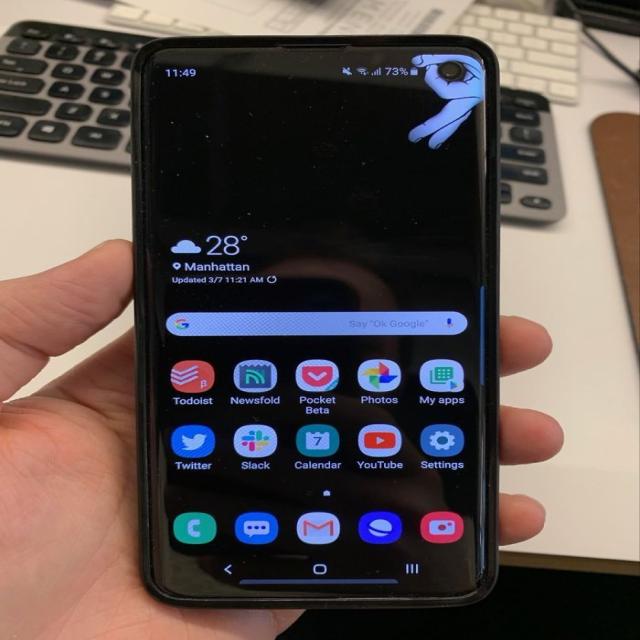 11:49
73%
28°
Manhattan
Updated 3/7 11:21 AM
Say "Ok Google"
Todoist
Newsfold
Pocket Beta
Photos
My apps
Twitter
Slack
7
Calendar
YouTube
Settings